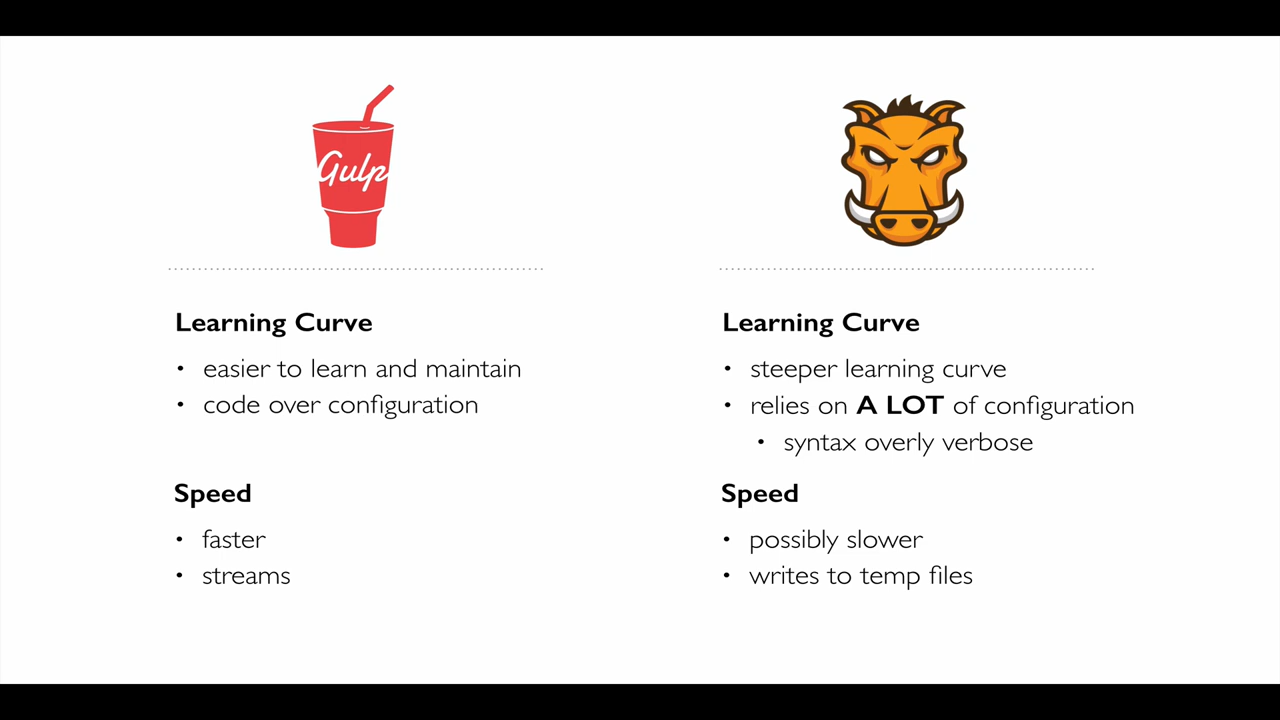 Gulp
Learning Curve
• easier to learn and maintain
• code over configuration
Speed
• faster
• streams
Learning Curve
• steeper learning curve
• relies on A LOT of configuration
• syntax overly verbose
Speed
• possibly slower
• writes to temp files